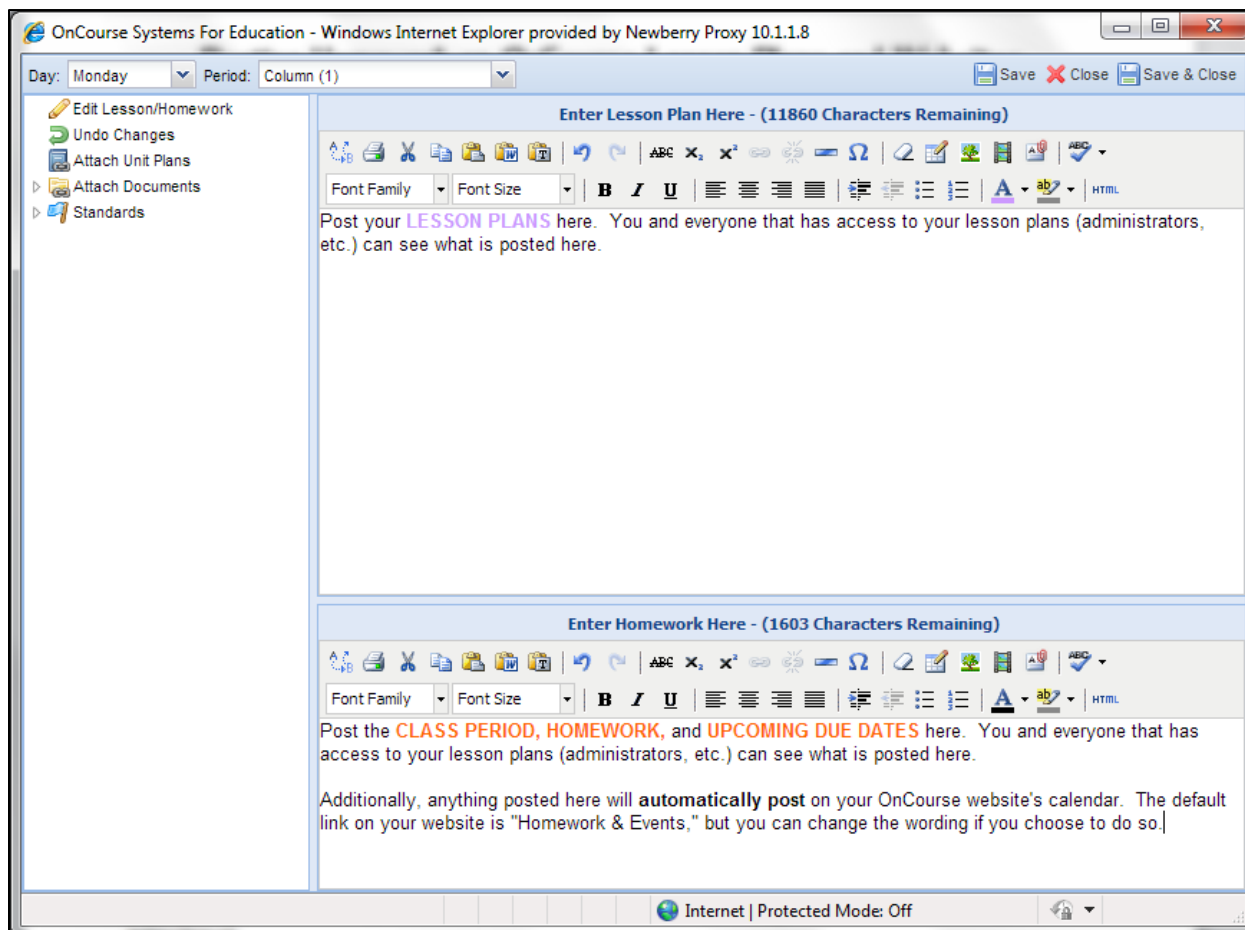 OnCourse Systems For Education - Windows Internet Explorer provided by Newberry Proxy 10.1.1.8
Day: Monday Period: Column (1) Save Close Save & Close
Edit Lesson/Homework
Undo Changes
Attach Unit Plans
Attach Documents
Standards
Enter Lesson Plan Here - (11860 Characters Remaining)
Font Family Font Size B I U HTML
Post your LESSON PLANS here. You and everyone that has access to your lesson plans (administrators,
etc.) can see what is posted here.
Enter Homework Here - (1603 Characters Remaining)
Font Family Font Size B I U HTML
Post the CLASS PERIOD, HOMEWORK, and UPCOMING DUE DATES here. You and everyone that has
access to your lesson plans (administrators, etc.) can see what is posted here.
Additionally, anything posted here will automatically post on your OnCourse website's calendar. The default
link on your website is "Homework & Events," but you can change the wording if you choose to do so.
Internet | Protected Mode: Off